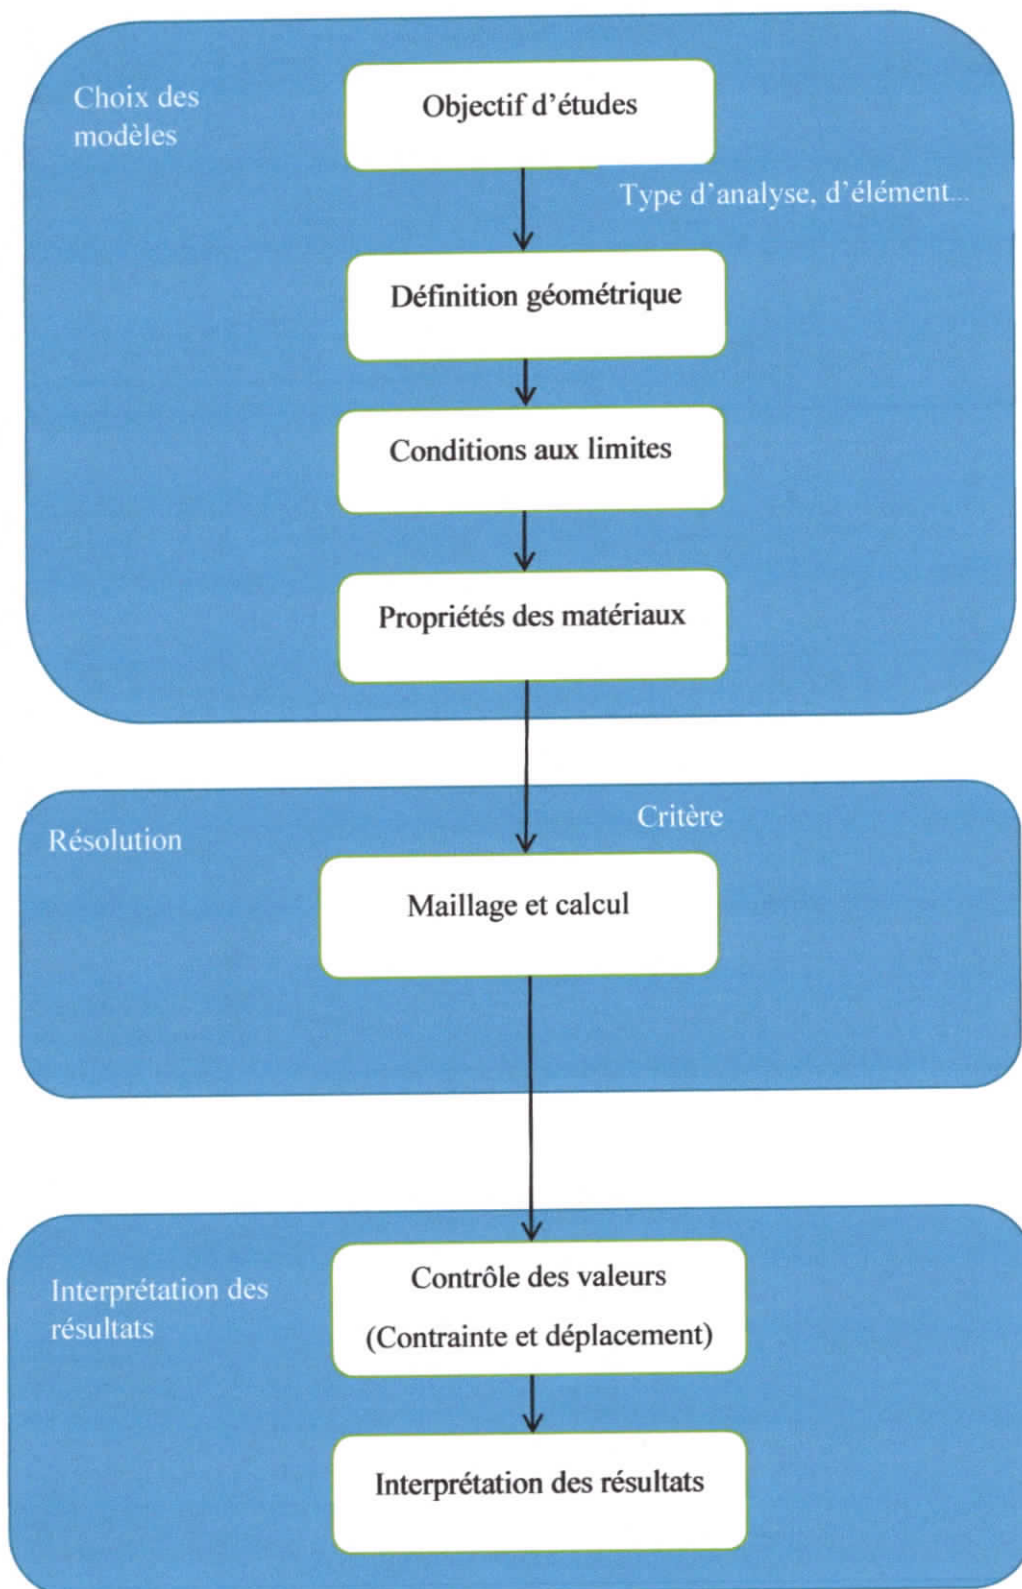 Choix des
modèles
Objectif d'études
Type d'analyse, d'élément...
Définition géométrique
Conditions aux limites
Propriétés des matériaux
Résolution
Critère
Maillage et calcul
Interprétation des
résultats
Contrôle des valeurs
(Contrainte et déplacement)
Interprétation des résultats